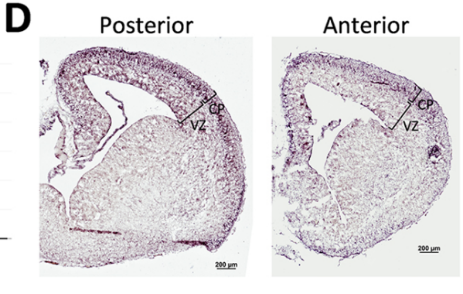 D
Posterior
Anterior
CP
VZ
CP
VZ
200 µm
200 µm